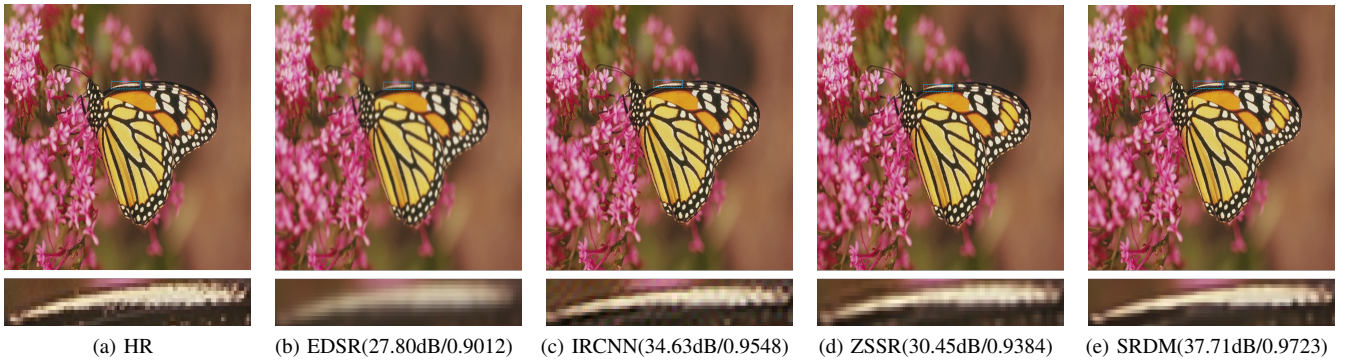 (a) HR
(b) EDSR(27.80dB/0.9012)
(c) IRCNN(34.63dB/0.9548)
(d) ZSSR(30.45dB/0.9384)
(e) SRDM(37.71dB/0.9723)